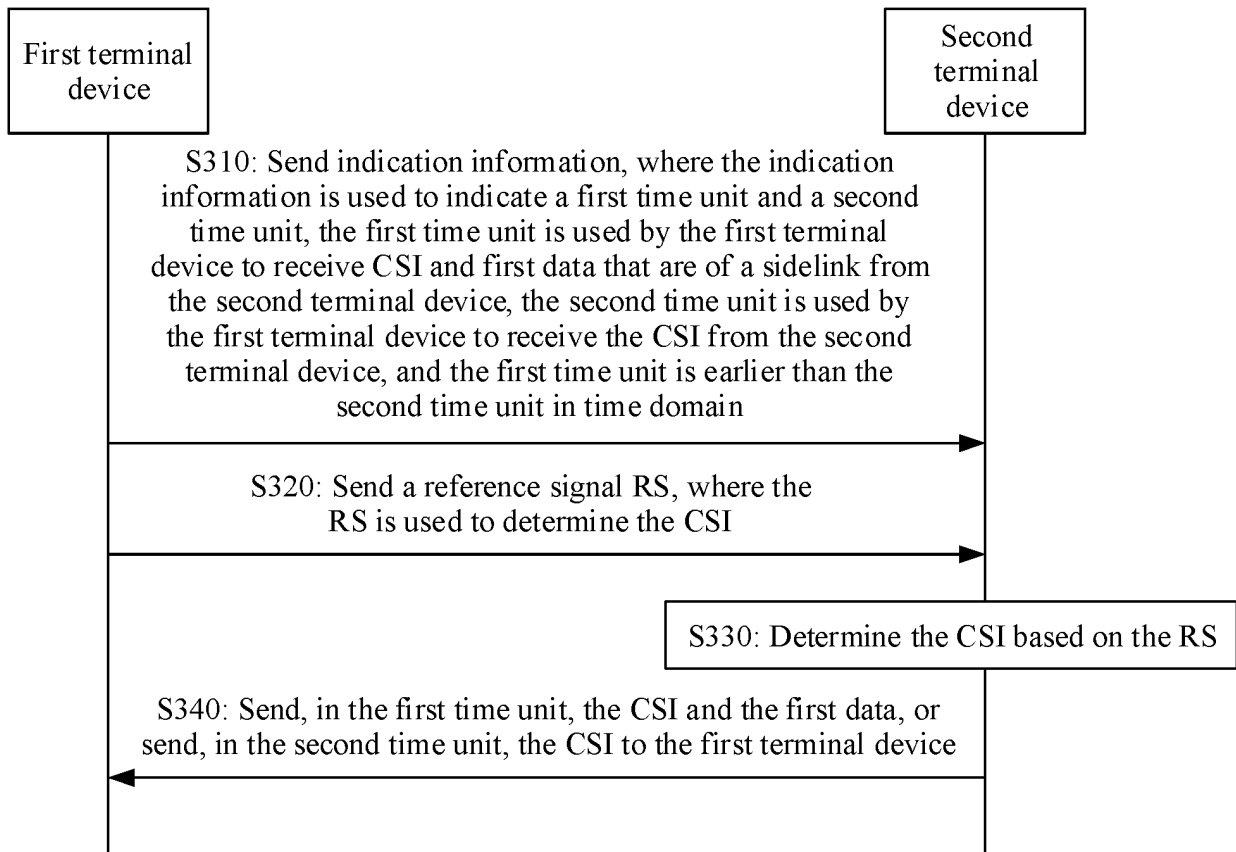 First terminal
device
Second
terminal
device
S310: Send indication information, where the indication
information is used to indicate a first time unit and a second
time unit, the first time unit is used by the first terminal
device to receive CSI and first data that are of a sidelink from
the second terminal device, the second time unit is used by
the first terminal device to receive the CSI from the second
terminal device, and the first time unit is earlier than the
second time unit in time domain
S320: Send a reference signal RS, where the
RS is used to determine the CSI
S330: Determine the CSI based on the RS
S340: Send, in the first time unit, the CSI and the first data, or
send, in the second time unit, the CSI to the first terminal device